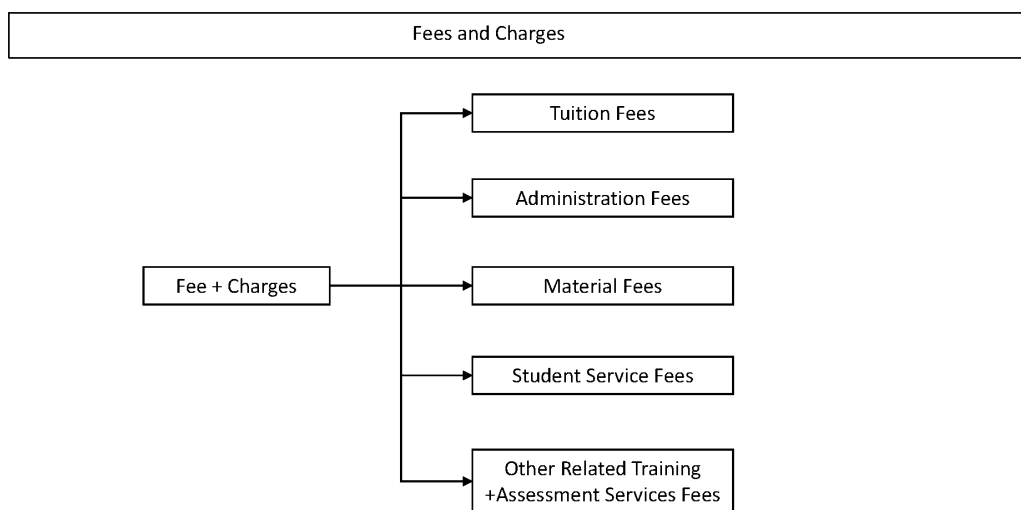 Fees and Charges
Tuition Fees
Administration Fees
Fee + Charges
Material Fees
Student Service Fees
Other Related Training
+Assessment Services Fees